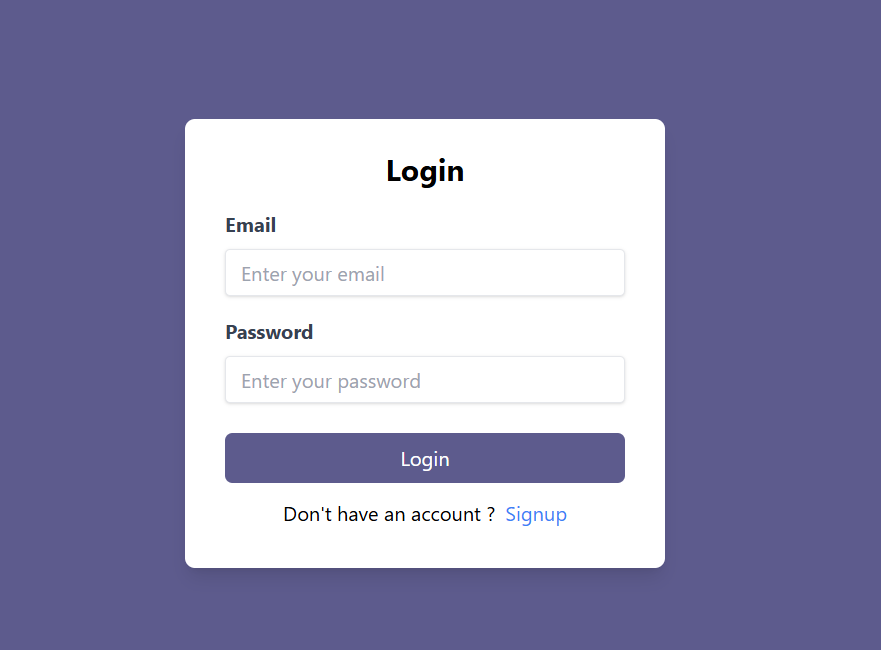 Login
Email
Enter your email
Password
Enter your password
Login
Don't have an account ? Signup